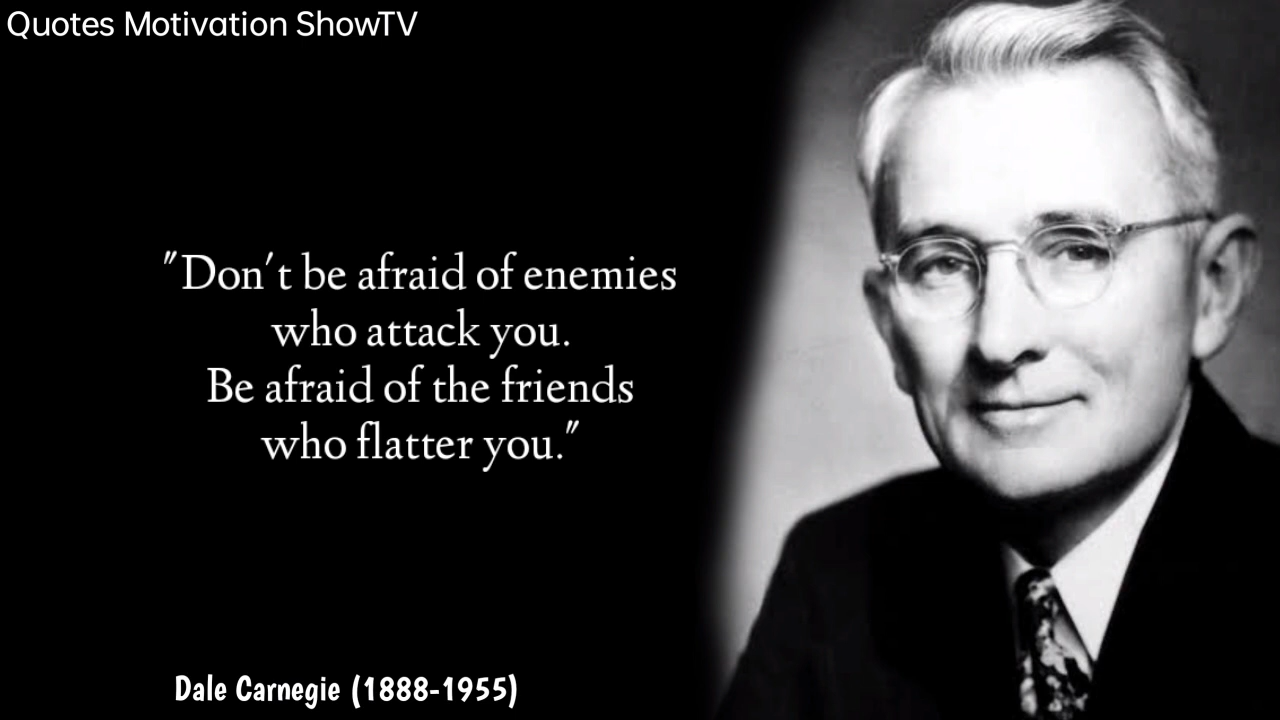 Quotes Motivation ShowTV
"Don't be afraid of enemies
who attack you.
Be afraid of the friends
who flatter you."
Dale Carnegie (1888-1955)